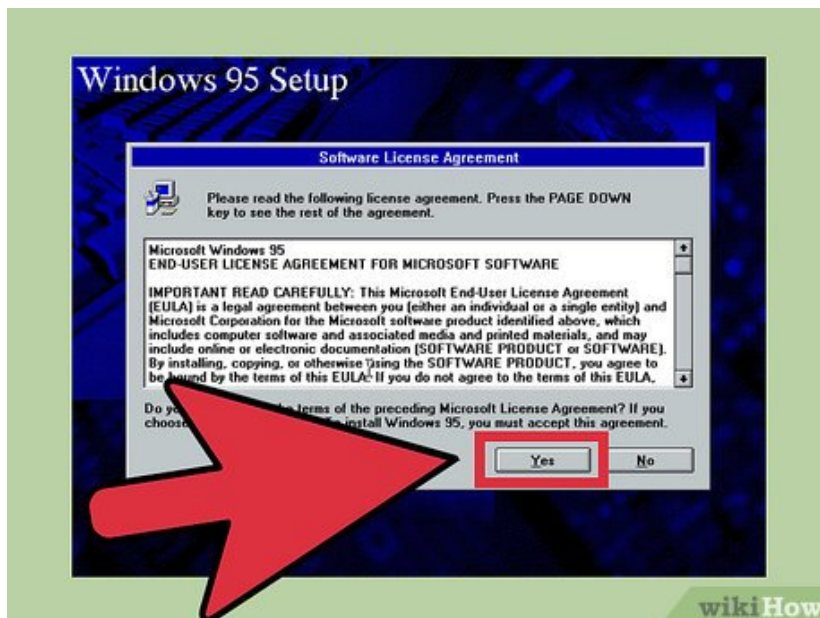 Windows 95 Setup
Software License Agreement
Please read the following license agreement. Press the PAGE DOWN
key to see the rest of the agreement.
Microsoft Windows 95
END-USER LICENSE AGREEMENT FOR MICROSOFT SOFTWARE
IMPORTANT READ CAREFULLY: This Microsoft End-User License Agreement
(EULA) is a legal agreement between you (either an individual or a single entity) and
Microsoft Corporation for the Microsoft software product identified above, which
includes computer software and associated media and printed materials, and may
include online or electronic documentation (SOFTWARE PRODUCT or SOFTWARE).
By installing, copying, or otherwise using the SOFTWARE PRODUCT, you agree to
be bound by the terms of this EULA. If you do not agree to the terms of this EULA,
Do terms of the preceding Microsoft License Agreement? If you
install Windows 95, you must accept this agreement.
Yes No
wikiHow